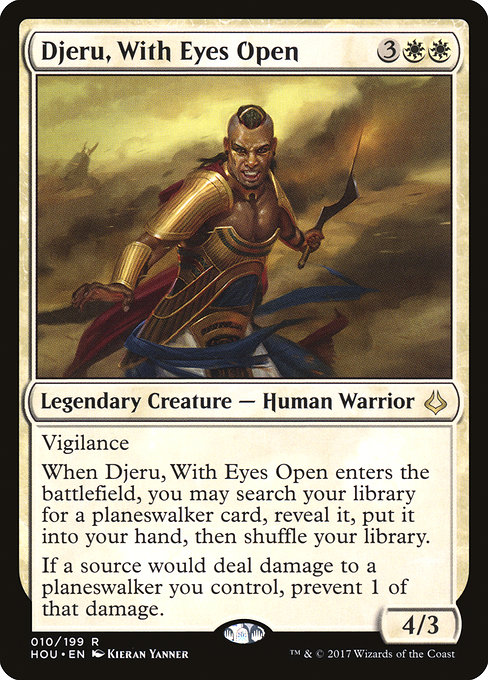 Djeru, With Eyes Open 3
Legendary Creature — Human Warrior
Vigilance
When Djeru, With Eyes Open enters the
battlefield, you may search your library
for a planeswalker card, reveal it, put it
into your hand, then shuffle your library.
If a source would deal damage to a
planeswalker you control, prevent 1 of
that damage.
4/3
010/199 R
HOU • EN Kieran Yanner ™ & © 2017 Wizards of the Coast